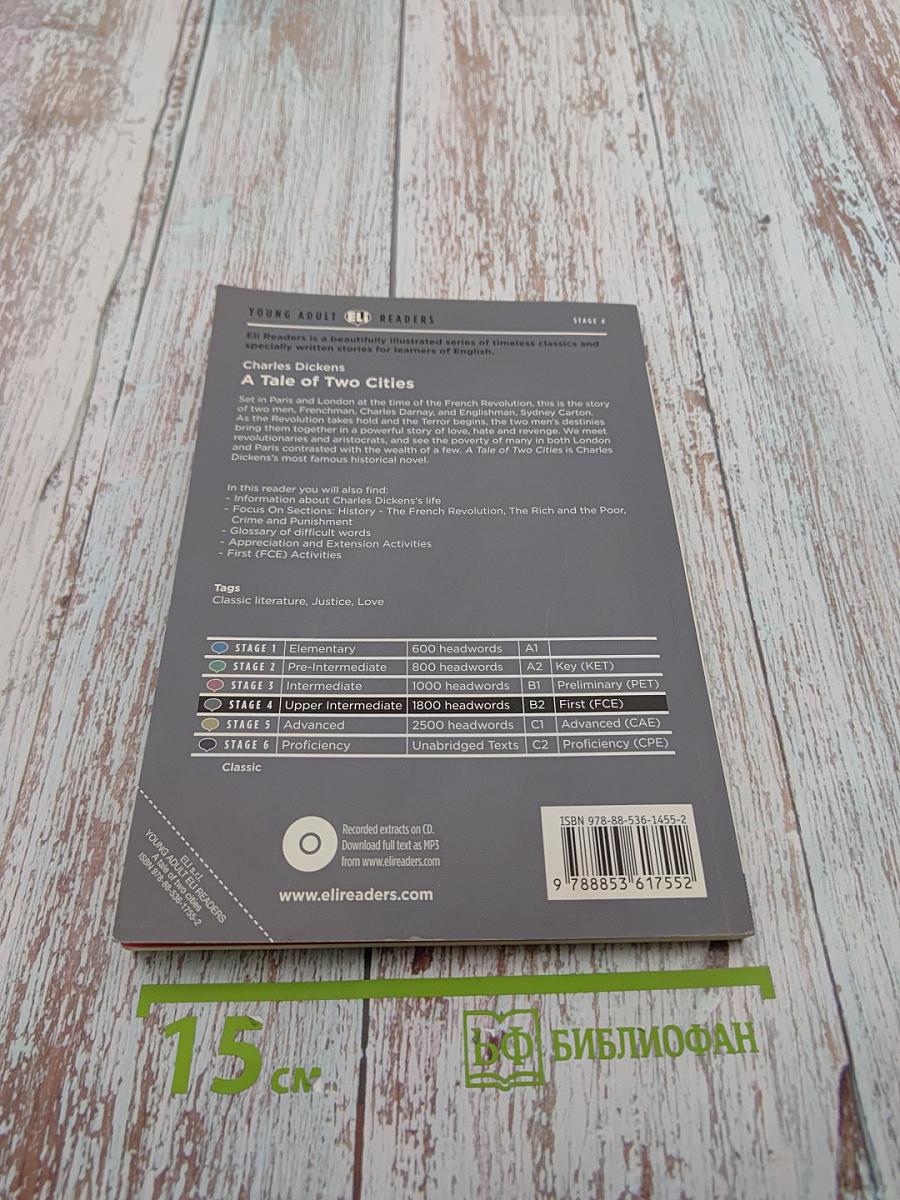 YOUNG ADULT ELI READERS
STAGE 4
Eli Readers is a beautifully illustrated series of timeless classics and
specially written stories for learners of English.
Charles Dickens
A Tale of Two Cities
Set in Paris and London at the time of the French Revolution, this is the story
of two men, Frenchman, Charles Darnay, and Englishman, Sydney Carton.
As the Revolution takes hold and the Terror begins, the two men's destinies
bring them together in a powerful story of love, hate and revenge. We meet
revolutionaries and aristocrats, and see the poverty of many in both London
and Paris contrasted with the wealth of a few. A Tale of Two Cities is Charles
Dickens's most famous historical novel.
In this reader you will also find:
- Information about Charles Dickens's life
- Focus On Sections: History - The French Revolution, The Rich and the Poor,
Crime and Punishment
- Glossary of difficult words
- Appreciation and Extension Activities
- First (FCE) Activities
Tags
Classic literature, Justice, Love
STAGE 1 Elementary 600 headwords A1
STAGE 2 Pre-Intermediate 800 headwords A2 Key (KET)
STAGE 3 Intermediate 1000 headwords B1 Preliminary (PET)
STAGE 4 Upper Intermediate 1800 headwords B2 First (FCE)
STAGE 5 Advanced 2500 headwords C1 Advanced (CAE)
STAGE 6 Proficiency Unabridged Texts C2 Proficiency (CPE)
Classic
ELI s.r.l.
YOUNG ADULT ELI READERS
A tale of two cities
ISBN 978-88-536-1755-2
Recorded extracts on CD.
Download full text as MP3
from www.elireaders.com
www.elireaders.com
ISBN 978-88-536-1455-2
9 788853 617552
15 см
БФ БИБЛИОФАН